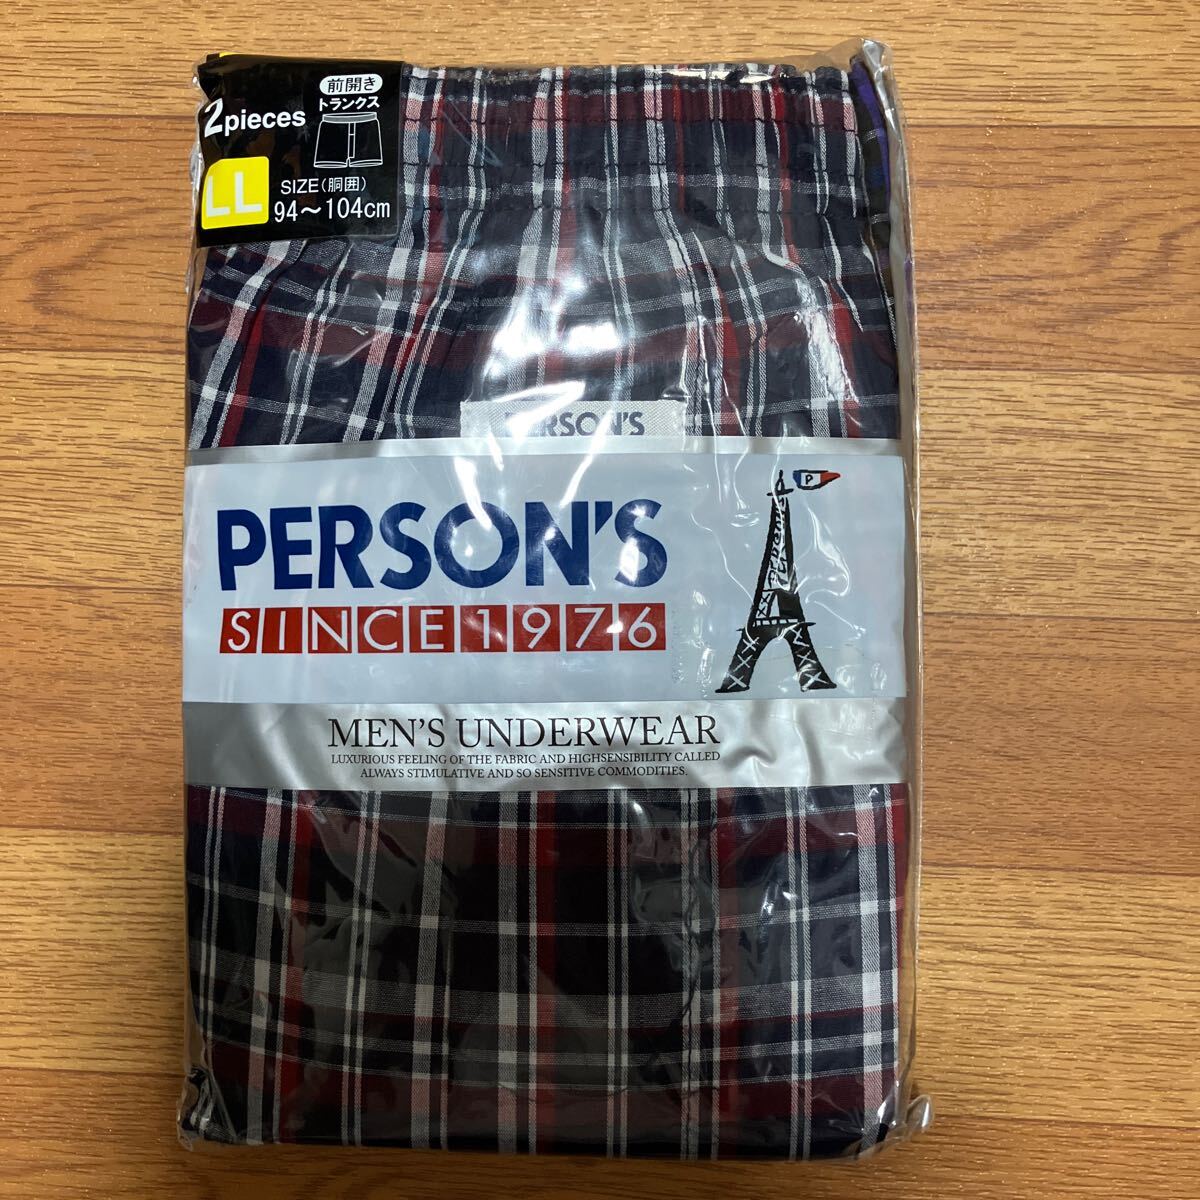 前開き
トランクス
2pieces
LL
SIZE(胴囲)
94〜104cm
PERSON'S
PERSON'S
P
SINCE 1976
MEN'S UNDERWEAR
LUXURIOUS FEELING OF THE FABRIC AND HIGHSENSIBILITY CALLED
ALWAYS STIMULATIVE AND SO SENSITIVE COMMODITIES.